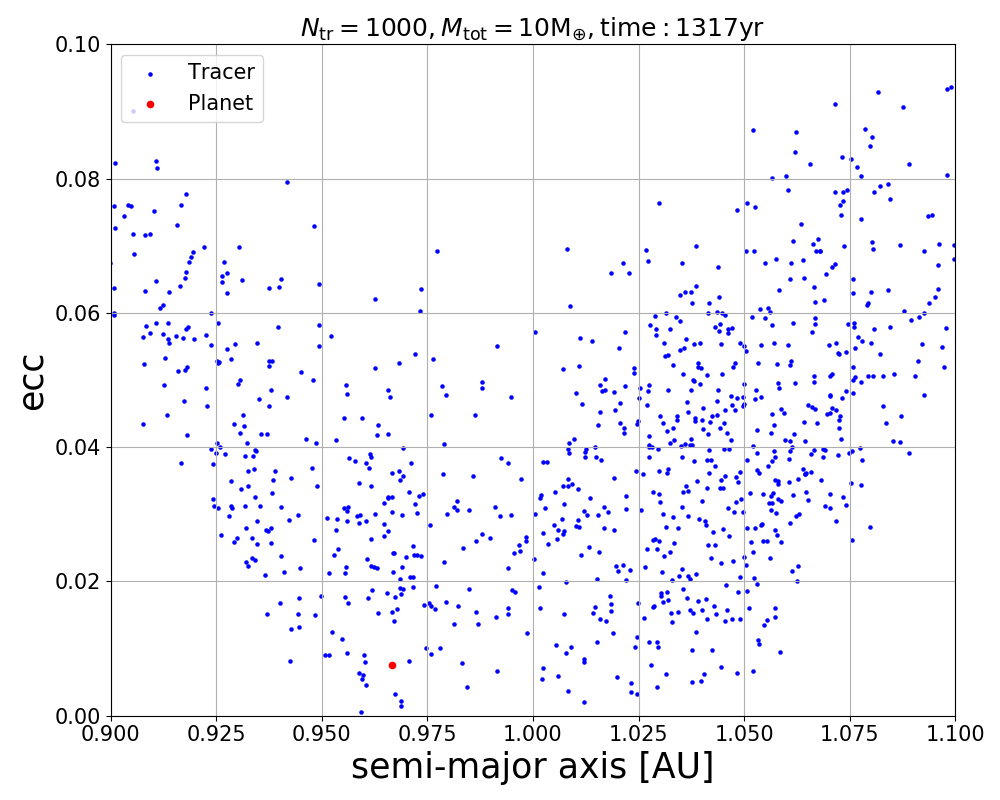 N_tr = 1000, M_tot = 10M_⊕, time : 1317yr
Tracer
Planet
ecc
0.10
0.08
0.06
0.04
0.02
0.00
0.900 0.925 0.950 0.975 1.000 1.025 1.050 1.075 1.100
semi-major axis [AU]